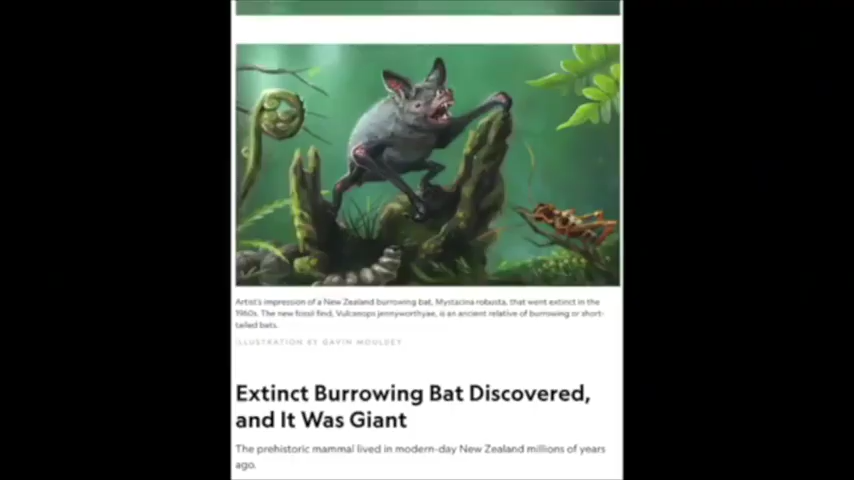 Artist's impression of a New Zealand burrowing bat, Mystacina robusta, that went extinct in the
1960s. The new fossil find, Vulcanops jennyworthyae, is an ancient relative of burrowing or short-
tailed bats.
ILLUSTRATION BY GAVIN MOULDEY
Extinct Burrowing Bat Discovered,
and It Was Giant
The prehistoric mammal lived in modern-day New Zealand millions of years
ago.